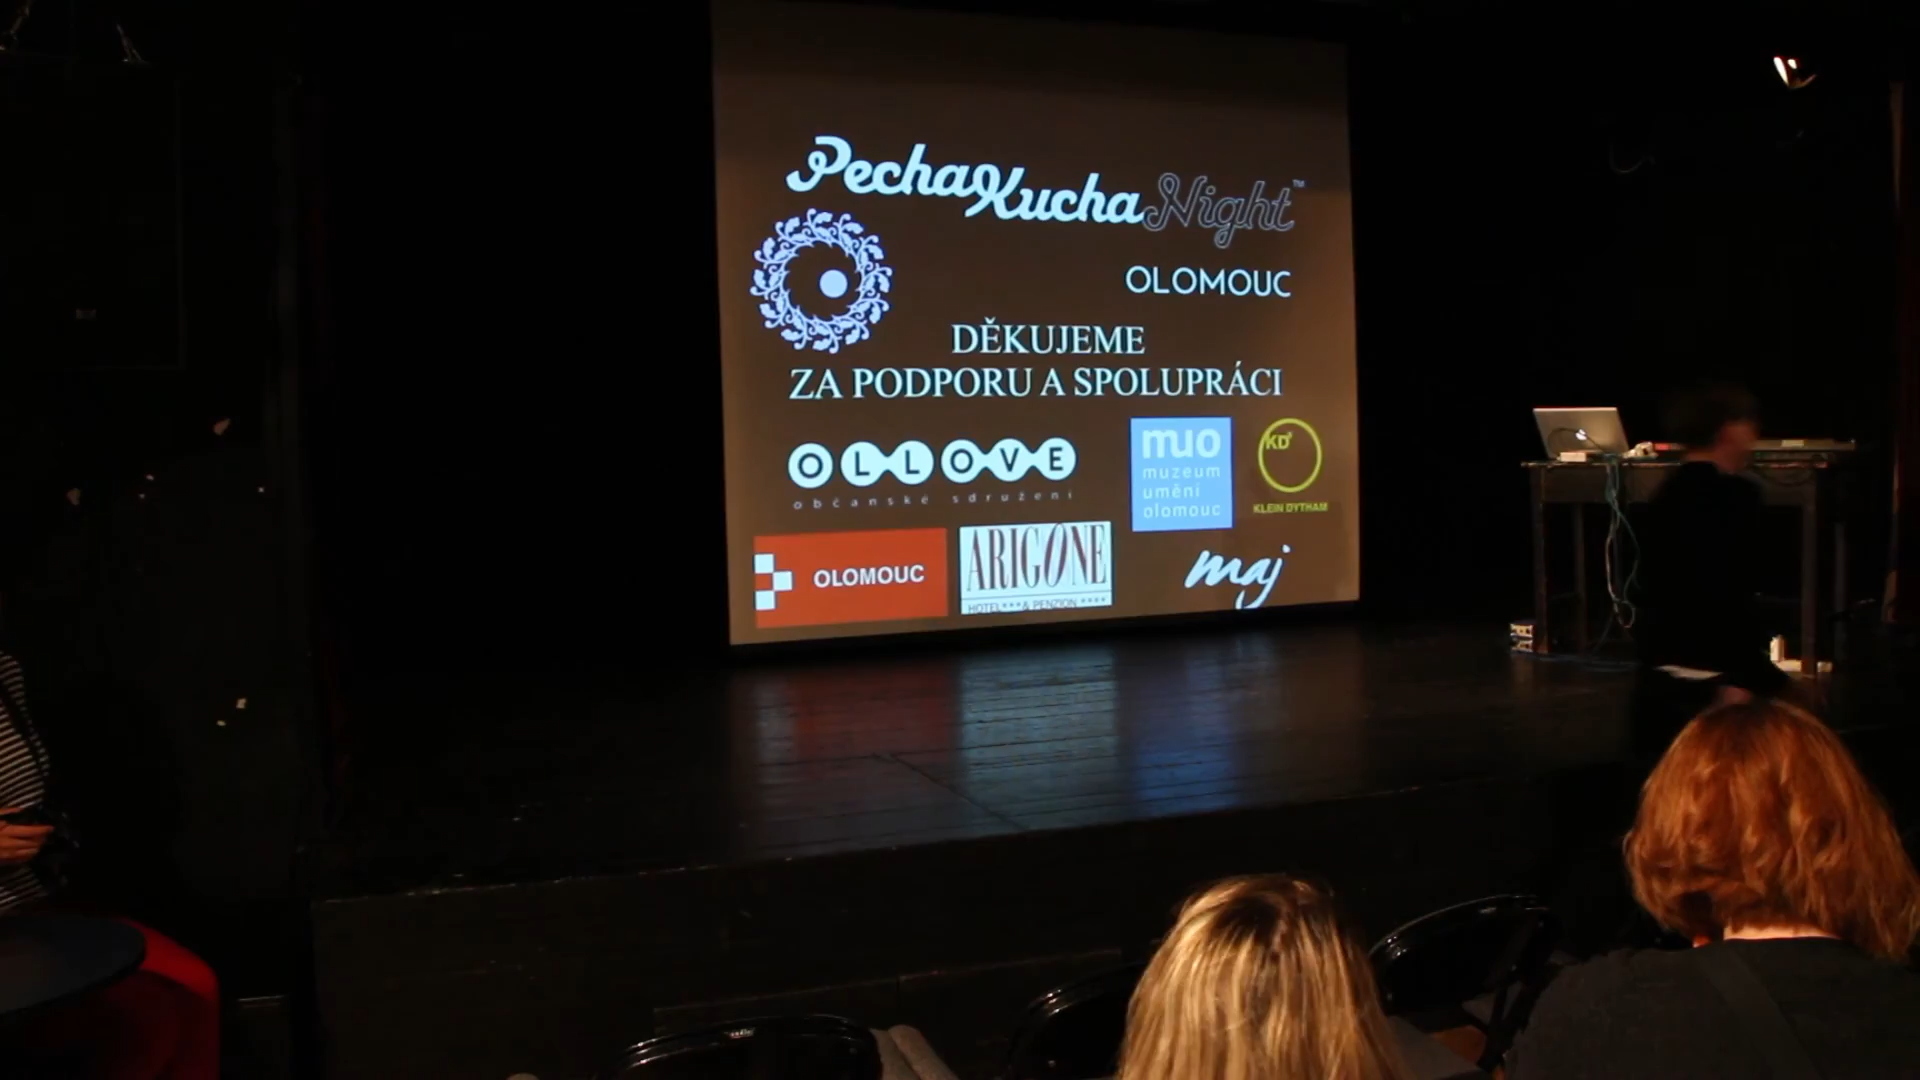 PechaKuchaNight™
OLOMOUC
DĚKUJEME
ZA PODPORU A SPOLUPRÁCI
OLLOVE
občanské sdružení
muo
muzeum
umění
olomouc
KD
KLEIN DYTHAM
OLOMOUC
ARIGONE
HOTEL *** & PENZION ****
maj